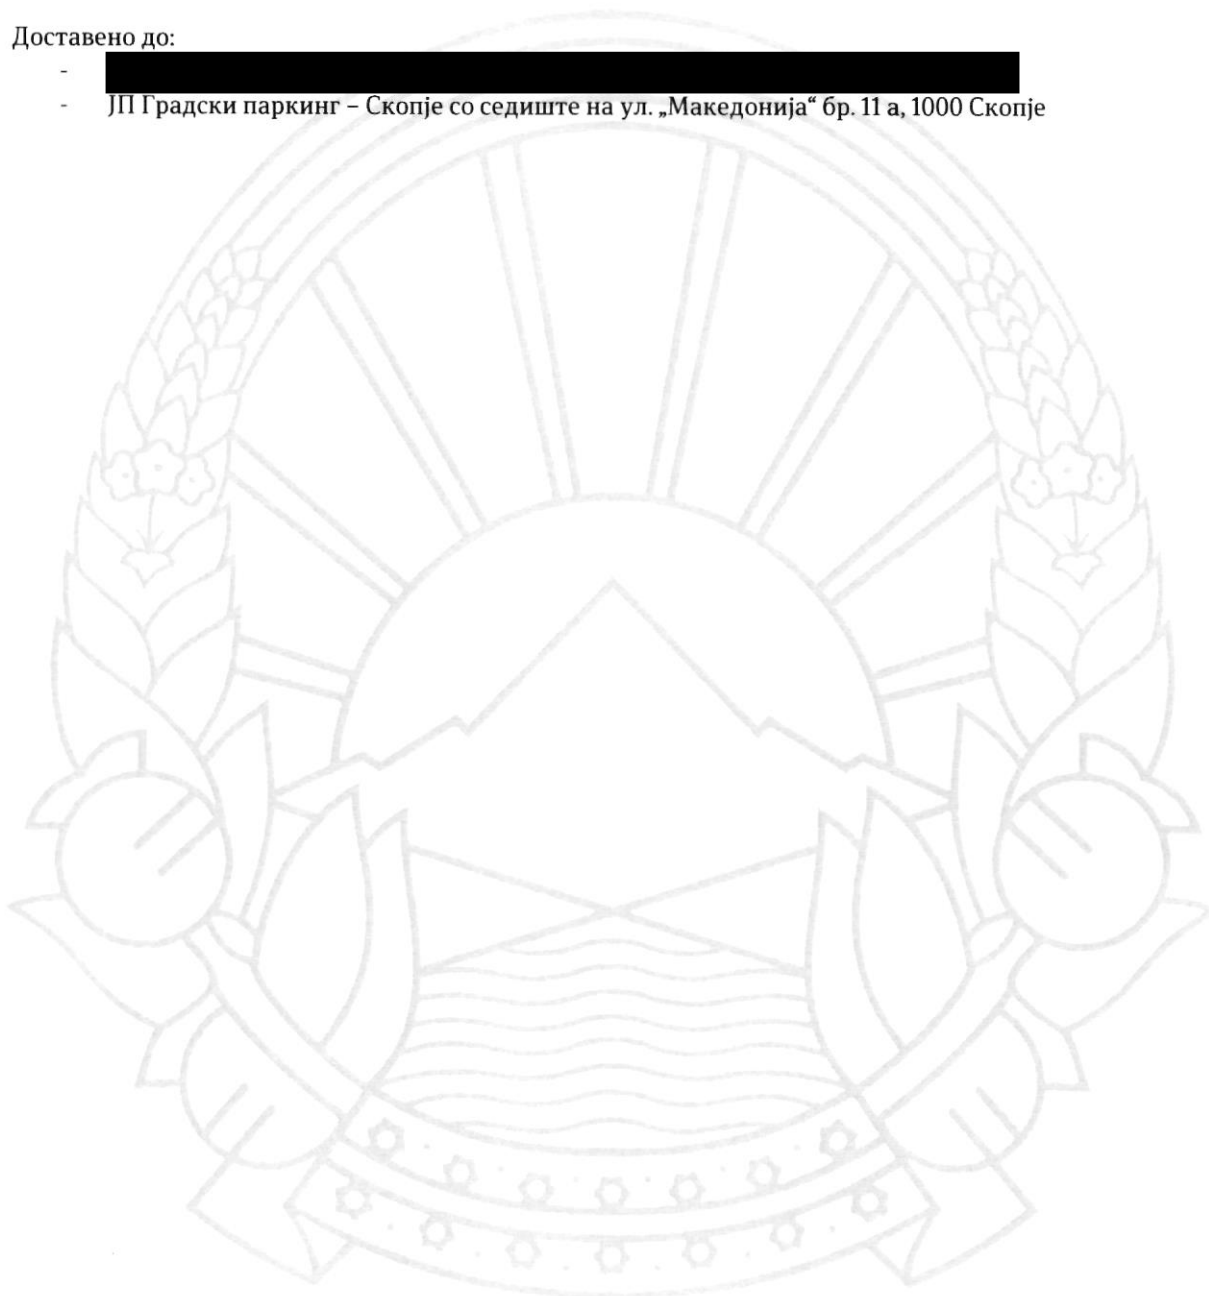 Доставено до:
-
- ЈП Градски паркинг – Скопје со седиште на ул. „Македонија“ бр. 11 а, 1000 Скопје